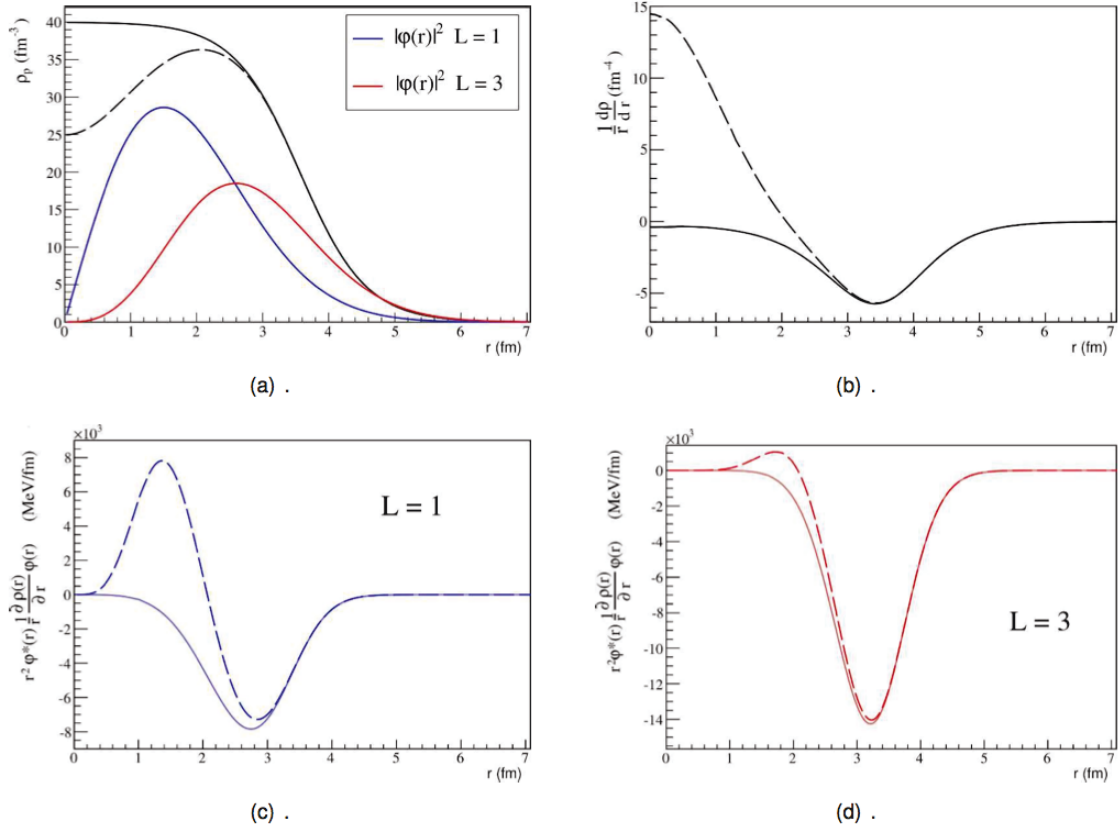 40
35
30
25
20
15
10
5
0
ρp (fm-3)
|φ(r)|2 L = 1
|φ(r)|2 L = 3
0 1 2 3 4 5 6 7
r (fm)
(a) .
15
10
5
0
-5
1/r dρ/dr (fm-4)
0 1 2 3 4 5 6 7
r (fm)
(b) .
×103
8
6
4
2
0
-2
-4
-6
-8
r2 φ*(r) 1/r ∂ρ(r)/∂r φ(r) (MeV/fm)
L = 1
0 1 2 3 4 5 6 7
r (fm)
(c) .
×103
0
-2
-4
-6
-8
-10
-12
-14
r2φ*(r) 1/r ∂ρ(r)/∂r φ(r) (MeV/fm)
L = 3
0 1 2 3 4 5 6 7
r (fm)
(d) .